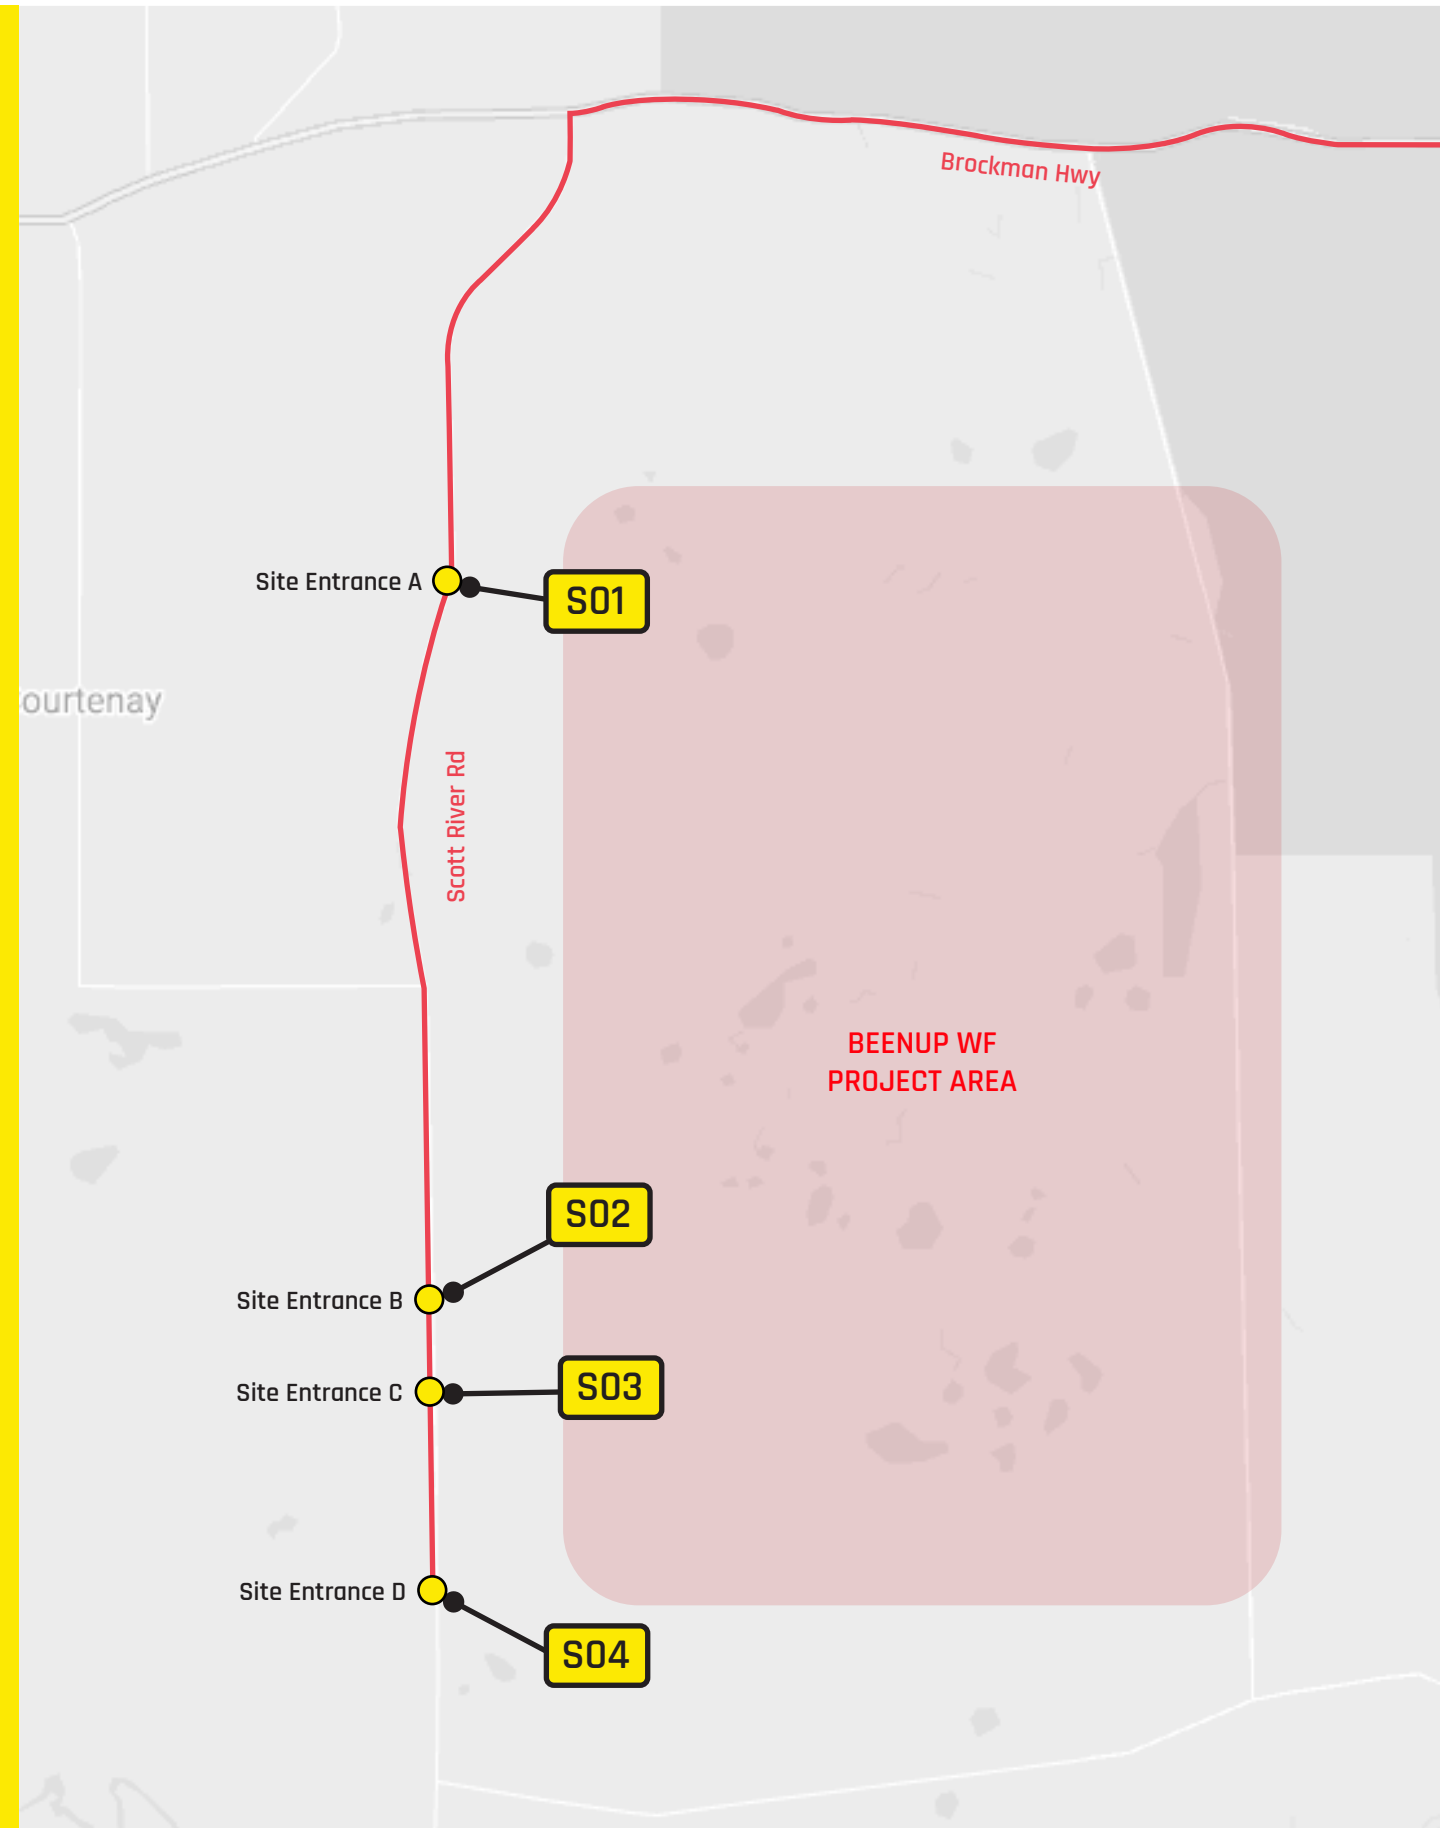 Brockman Hwy
Site Entrance A
S01
ourtenay
Scott River Rd
BEENUP WF
PROJECT AREA
S02
Site Entrance B
S03
Site Entrance C
Site Entrance D
S04